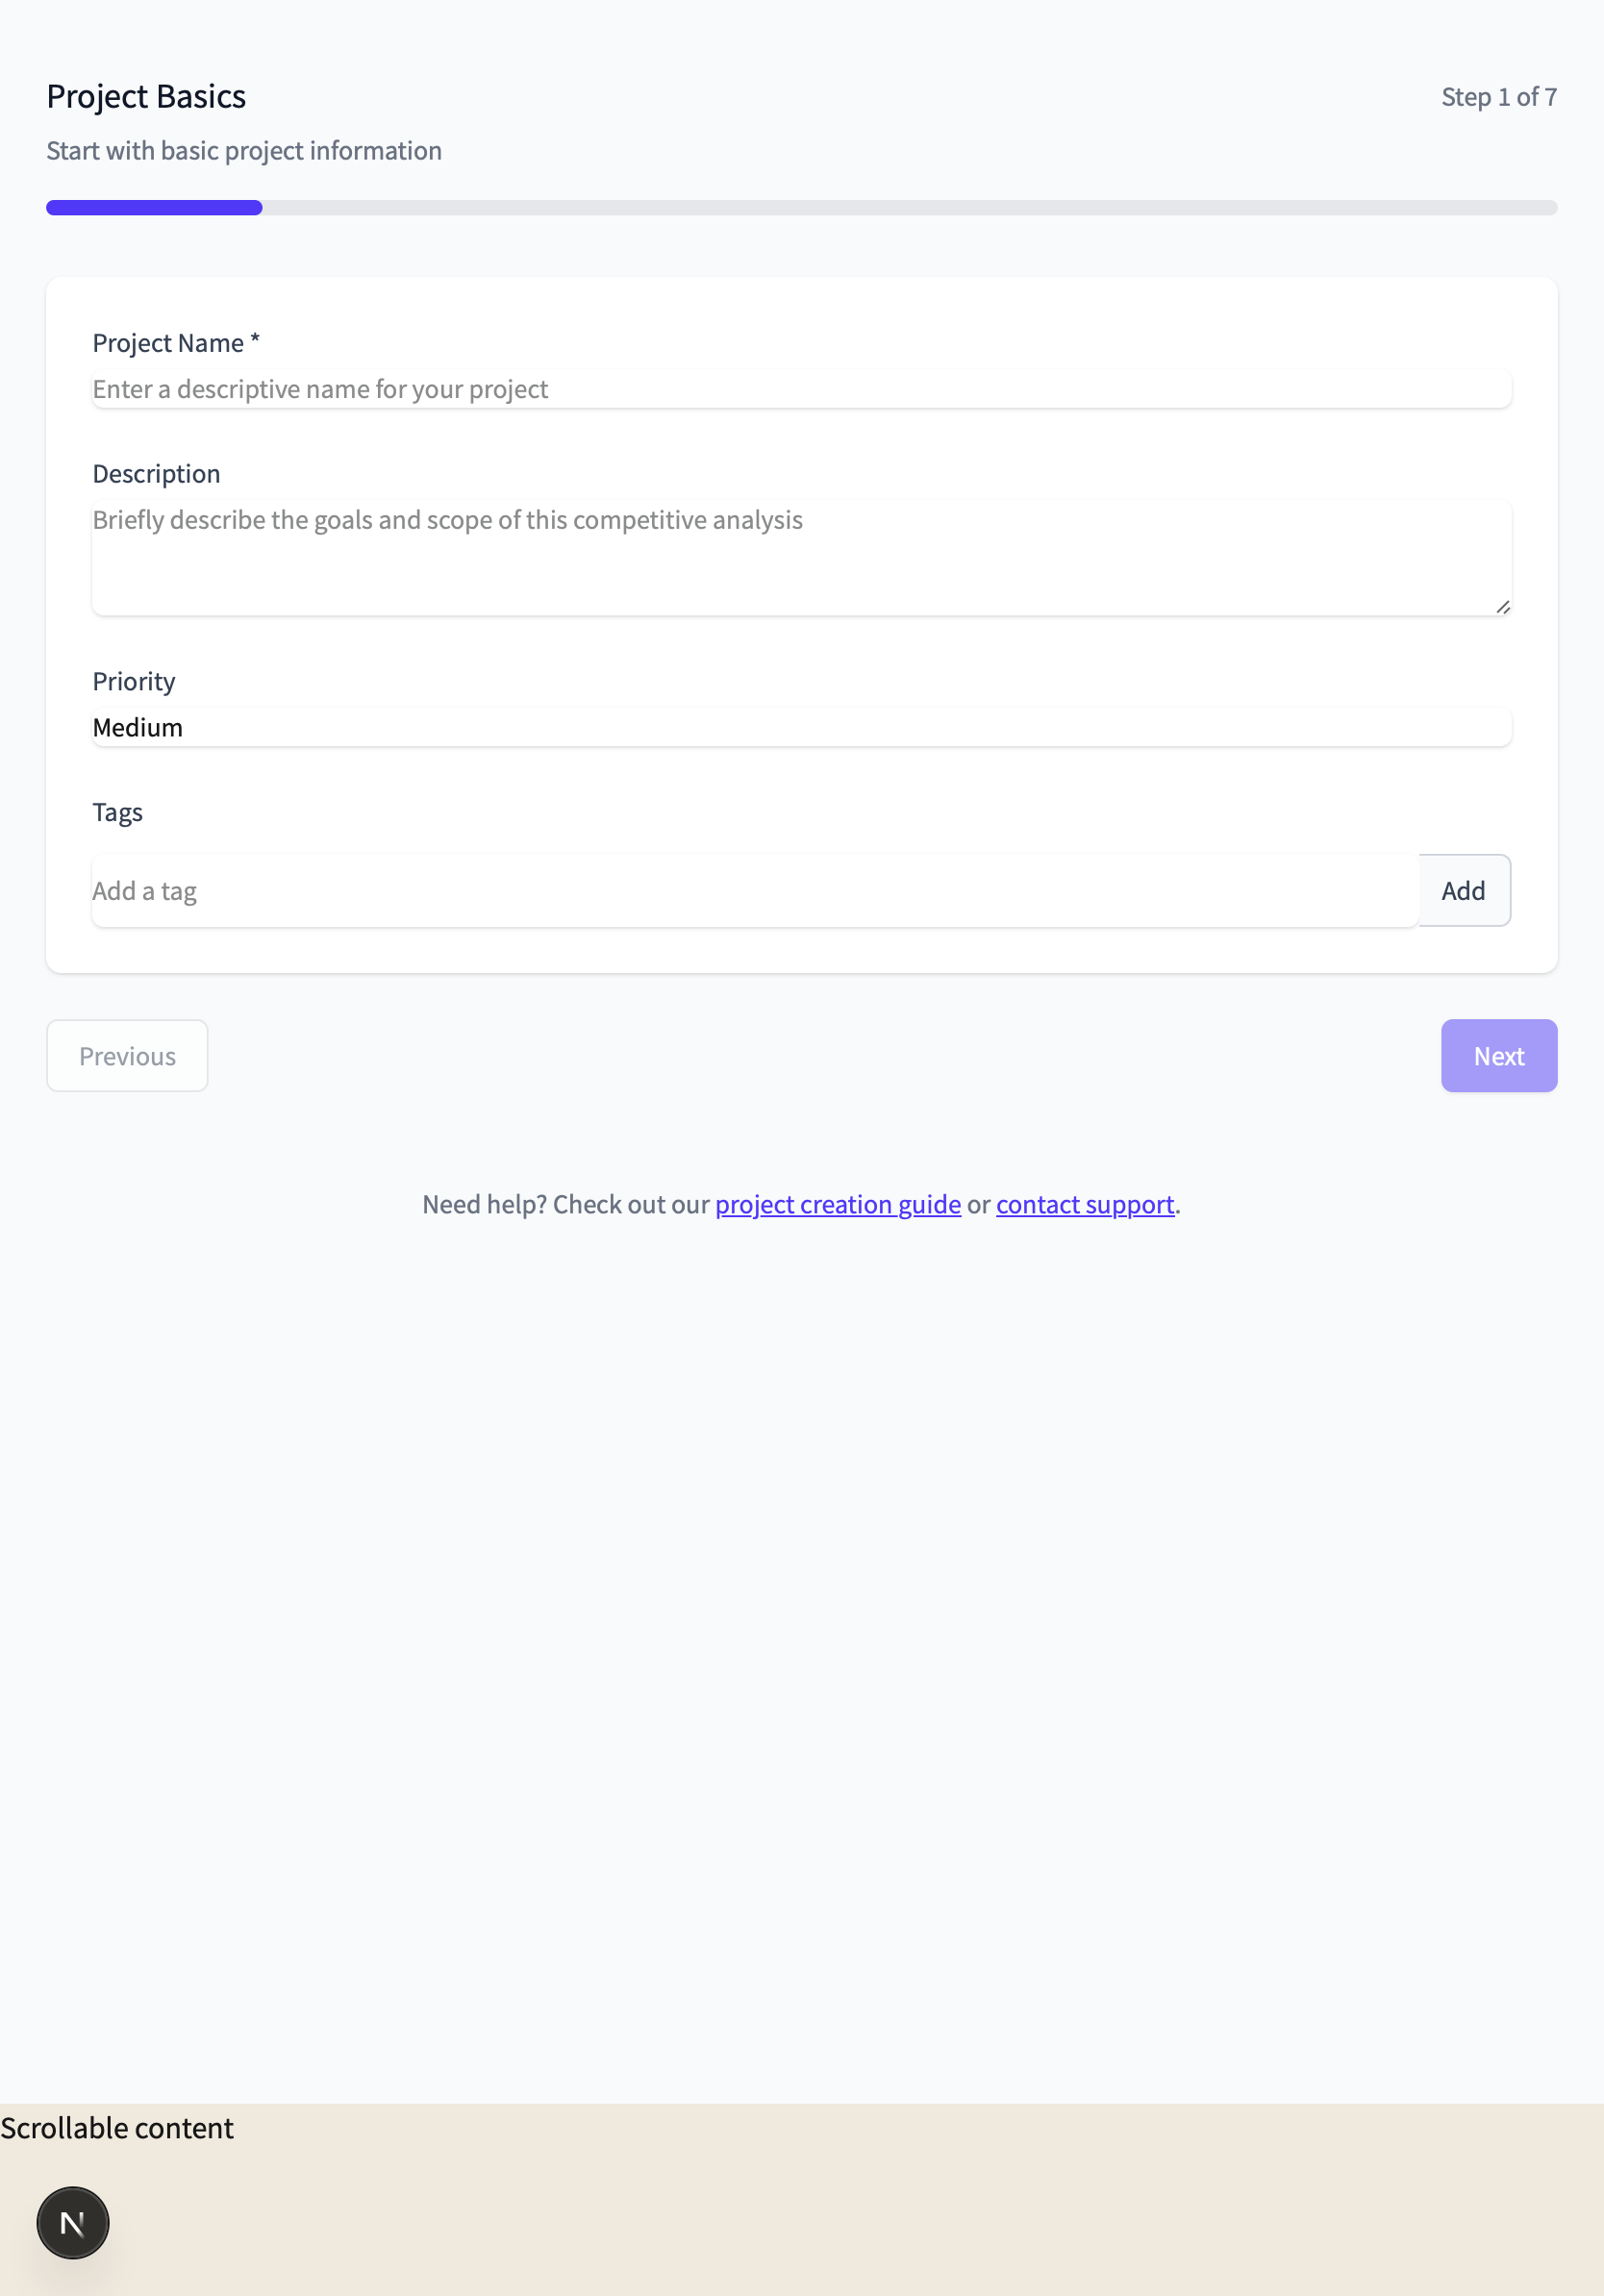 Project Basics
Step 1 of 7
Start with basic project information
Project Name *
Enter a descriptive name for your project
Description
Briefly describe the goals and scope of this competitive analysis
Priority
Medium
Tags
Add a tag
Add
Previous
Next
Need help? Check out our project creation guide or contact support.
Scrollable content
N